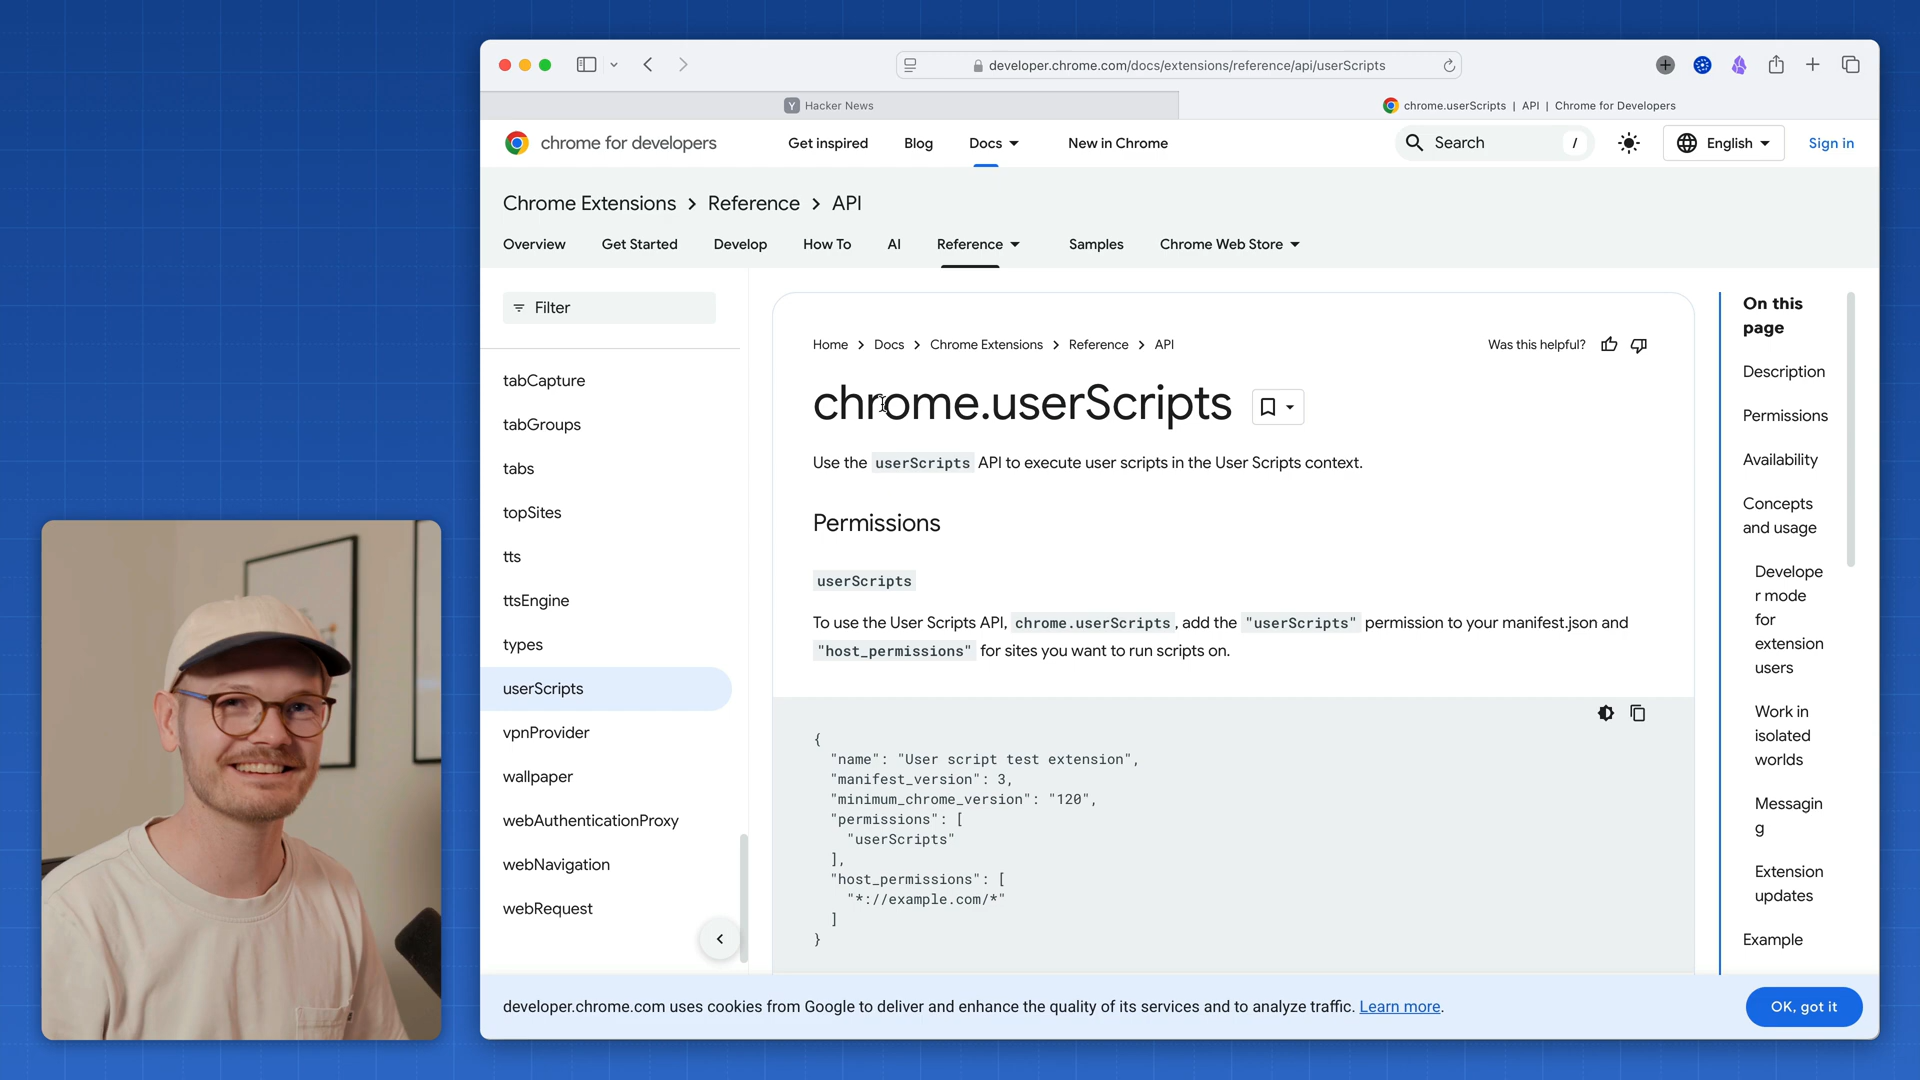 developer.chrome.com/docs/extensions/reference/api/userScripts
Y Hacker News
chrome.userScripts | API | Chrome for Developers
chrome for developers
Get inspired
Blog
Docs
New in Chrome
Search
/
English
Sign in
Chrome Extensions > Reference > API
Overview
Get Started
Develop
How To
AI
Reference
Samples
Chrome Web Store
Filter
tabCapture
tabGroups
tabs
topSites
tts
ttsEngine
types
userScripts
vpnProvider
wallpaper
webAuthenticationProxy
webNavigation
webRequest
Home > Docs > Chrome Extensions > Reference > API
Was this helpful?
chrome.userScripts
Use the userScripts API to execute user scripts in the User Scripts context.
Permissions
userScripts
To use the User Scripts API, chrome.userScripts, add the "userScripts" permission to your manifest.json and
"host_permissions" for sites you want to run scripts on.
{
"name": "User script test extension",
"manifest_version": 3,
"minimum_chrome_version": "120",
"permissions": [
"userScripts"
],
"host_permissions": [
"*://example.com/*"
]
}
On this
page
Description
Permissions
Availability
Concepts
and usage
Develope
r mode
for
extension
users
Work in
isolated
worlds
Messagin
g
Extension
updates
Example
developer.chrome.com uses cookies from Google to deliver and enhance the quality of its services and to analyze traffic. Learn more.
OK, got it